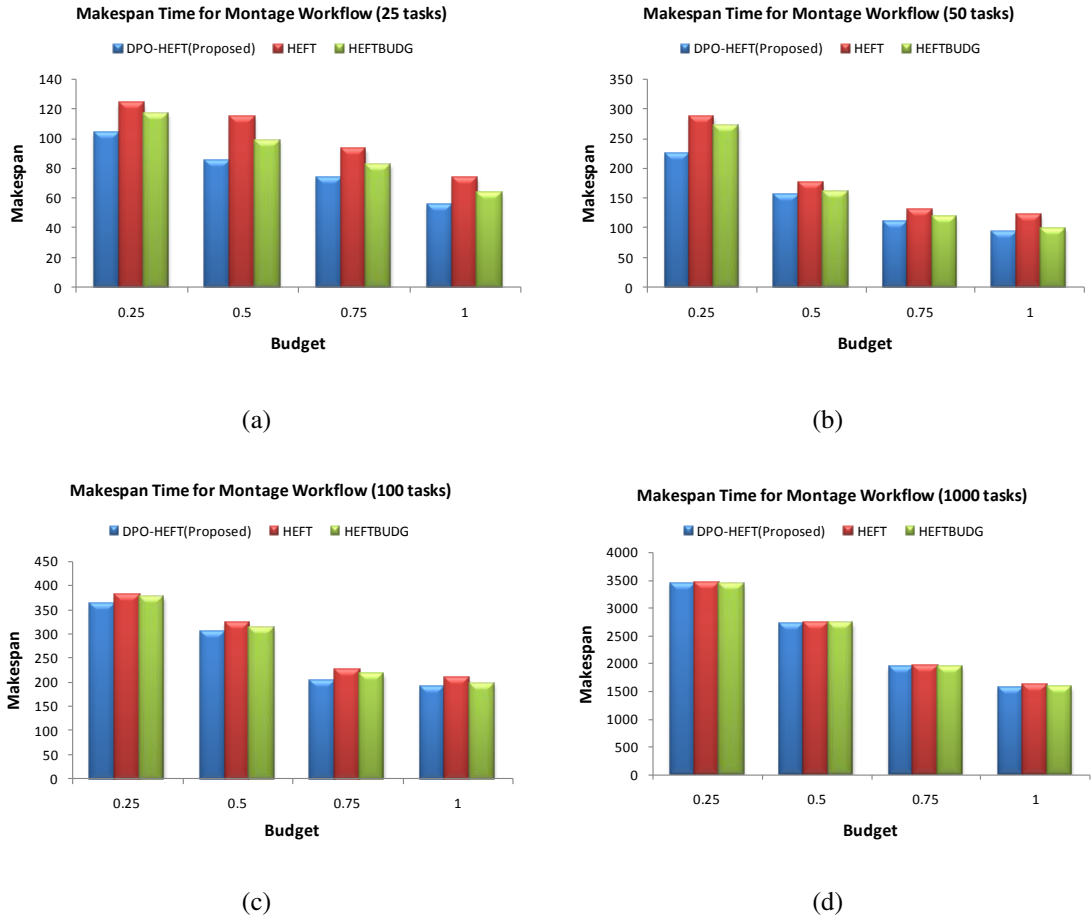 Makespan Time for Montage Workflow (25 tasks)
DPO-HEFT(Proposed) HEFT HEFTBUDG
140
120
100
80
60
40
20
0
Makespan
0.25 0.5 0.75 1
Budget
(a)
Makespan Time for Montage Workflow (50 tasks)
DPO-HEFT(Proposed) HEFT HEFTBUDG
350
300
250
200
150
100
50
0
Makespan
0.25 0.5 0.75 1
Budget
(b)
Makespan Time for Montage Workflow (100 tasks)
DPO-HEFT(Proposed) HEFT HEFTBUDG
450
400
350
300
250
200
150
100
50
0
Makespan
0.25 0.5 0.75 1
Budget
(c)
Makespan Time for Montage Workflow (1000 tasks)
DPO-HEFT(Proposed) HEFT HEFTBUDG
4000
3500
3000
2500
2000
1500
1000
500
0
Makespan
0.25 0.5 0.75 1
Budget
(d)